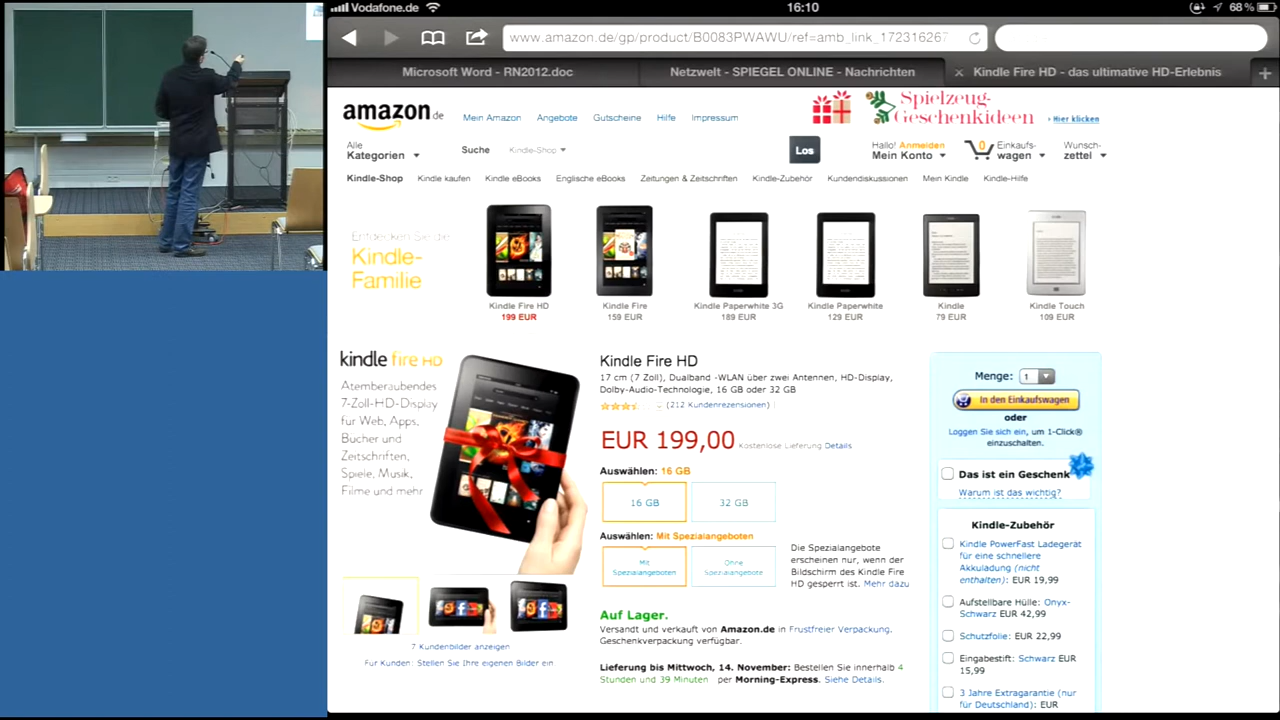 Vodafone.de
16:10
68 %
www.amazon.de/gp/product/B0083PWAWU/ref=amb_link_172316267
Microsoft Word - RN2012.doc
Netzwelt - SPIEGEL ONLINE - Nachrichten
Kindle Fire HD - das ultimative HD-Erlebnis
amazon.de
Mein Amazon
Angebote
Gutscheine
Hilfe
Impressum
Spielzeug-
Geschenkideen
Hier klicken
Alle
Kategorien
Suche
Kindle-Shop
Los
Hallo! Anmelden
Mein Konto
0
Einkaufs-
wagen
Wunsch-
zettel
Kindle-Shop
Kindle kaufen
Kindle eBooks
Englische eBooks
Zeitungen & Zeitschriften
Kindle-Zubehör
Kundendiskussionen
Mein Kindle
Kindle-Hilfe
Entdecken Sie die
Kindle-
Familie
Kindle Fire HD
199 EUR
Kindle Fire
159 EUR
Kindle Paperwhite 3G
189 EUR
Kindle Paperwhite
129 EUR
Kindle
79 EUR
Kindle Touch
109 EUR
kindle fire HD
Atemberaubendes
7-Zoll-HD-Display
für Web, Apps,
Bücher und
Zeitschriften,
Spiele, Musik,
Filme und mehr
7 Kundenbilder anzeigen
Für Kunden: Stellen Sie Ihre eigenen Bilder ein
Kindle Fire HD
17 cm (7 Zoll), Dualband -WLAN über zwei Antennen, HD-Display,
Dolby-Audio-Technologie, 16 GB oder 32 GB
(212 Kundenrezensionen)
EUR 199,00 Kostenlose Lieferung Details
Auswählen: 16 GB
16 GB
32 GB
Auswählen: Mit Spezialangeboten
Mit
Spezialangeboten
Ohne
Spezialangebote
Die Spezialangebote
erscheinen nur, wenn der
Bildschirm des Kindle Fire
HD gesperrt ist. Mehr dazu
Auf Lager.
Versandt und verkauft von Amazon.de in Frustfreier Verpackung.
Geschenkverpackung verfügbar.
Lieferung bis Mittwoch, 14. November: Bestellen Sie innerhalb 4
Stunden und 39 Minuten per Morning-Express. Siehe Details.
Menge: 1
In den Einkaufswagen
oder
Loggen Sie sich ein, um 1-Click®
einzuschalten.
Das ist ein Geschenk
Warum ist das wichtig?
Kindle-Zubehör
Kindle PowerFast Ladegerät
für eine schnellere
Akkuladung (nicht
enthalten): EUR 19,99
Aufstellbare Hülle: Onyx-
Schwarz EUR 42,99
Schutzfolie: EUR 22,99
Eingabestift: Schwarz EUR
15,99
3 Jahre Extragarantie (nur
für Deutschland): EUR